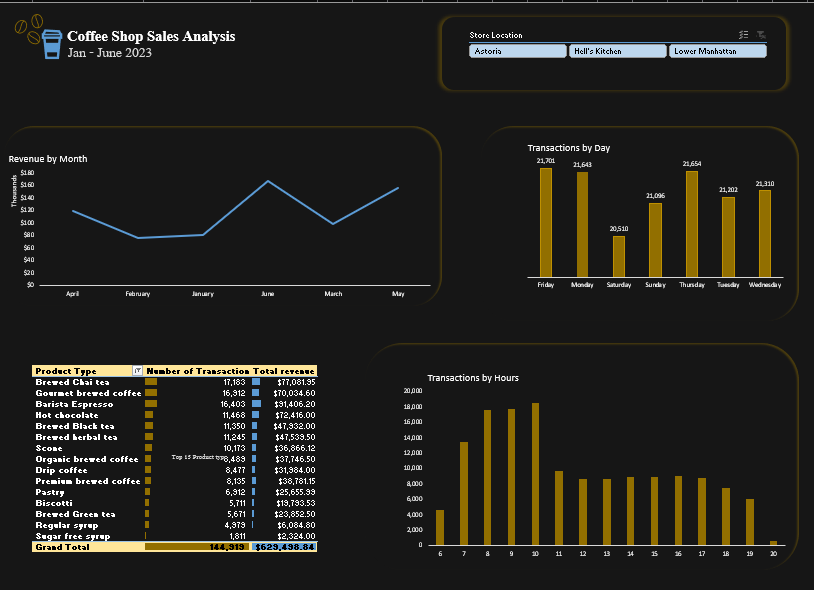 Coffee Shop Sales Analysis
Jan - June 2023
Store Location
Astoria Hell's Kitchen Lower Manhattan
Revenue by Month
Thousands
$180
$160
$140
$120
$100
$80
$60
$40
$20
$0
April February January June March May
Transactions by Day
21,701 21,643 20,510 21,096 21,654 21,202 21,310
Friday Monday Saturday Sunday Thursday Tuesday Wednesday
Product Type Number of Transaction Total revenue
Brewed Chai tea 17,183 $77,081.95
Gourmet brewed coffee 16,912 $70,034.60
Barista Espresso 16,403 $91,406.20
Hot chocolate 11,468 $72,416.00
Brewed Black tea 11,350 $47,932.00
Brewed herbal tea 11,245 $47,539.50
Scone 10,173 $36,866.12
Organic brewed coffee 8,489 $37,746.50
Top 15 Product type
Drip coffee 8,477 $31,984.00
Premium brewed coffee 8,135 $38,781.15
Pastry 6,912 $25,655.99
Biscotti 5,711 $19,793.53
Brewed Green tea 5,671 $23,852.50
Regular syrup 4,979 $6,084.80
Sugar free syrup 1,811 $2,324.00
Grand Total 144,919 $629,498.84
Transactions by Hours
20,000
18,000
16,000
14,000
12,000
10,000
8,000
6,000
4,000
2,000
0
6 7 8 9 10 11 12 13 14 15 16 17 18 19 20